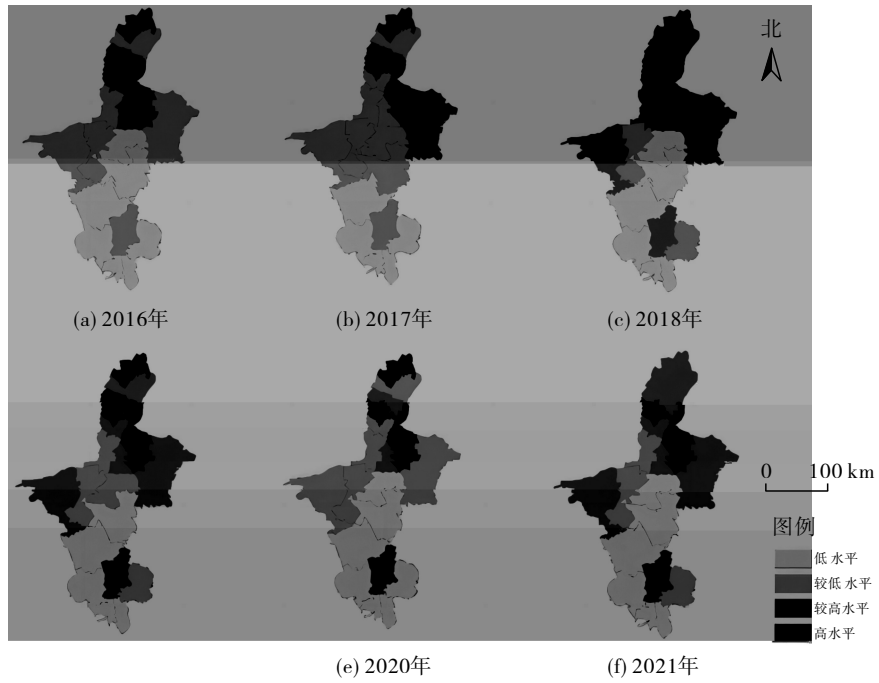 北
(a) 2016年
(b) 2017年
(c) 2018年
0 100 km
图例
低水平
较低水平
较高水平
高水平
(e) 2020年
(f) 2021年